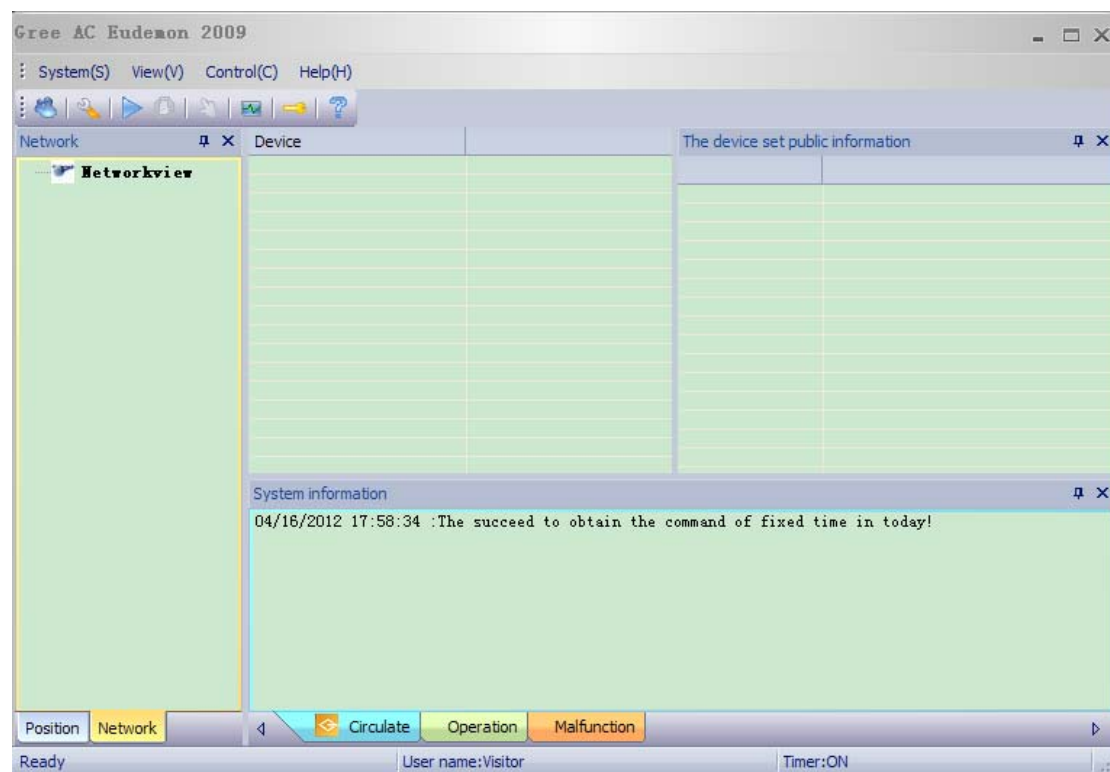 Gree AC Eudemon 2009
System(S) View(V) Control(C) Help(H)
Network
Device
The device set public information
Networkview
System information
04/16/2012 17:58:34 :The succeed to obtain the command of fixed time in today!
Position Network
Circulate Operation Malfunction
Ready User name:Visitor Timer:ON